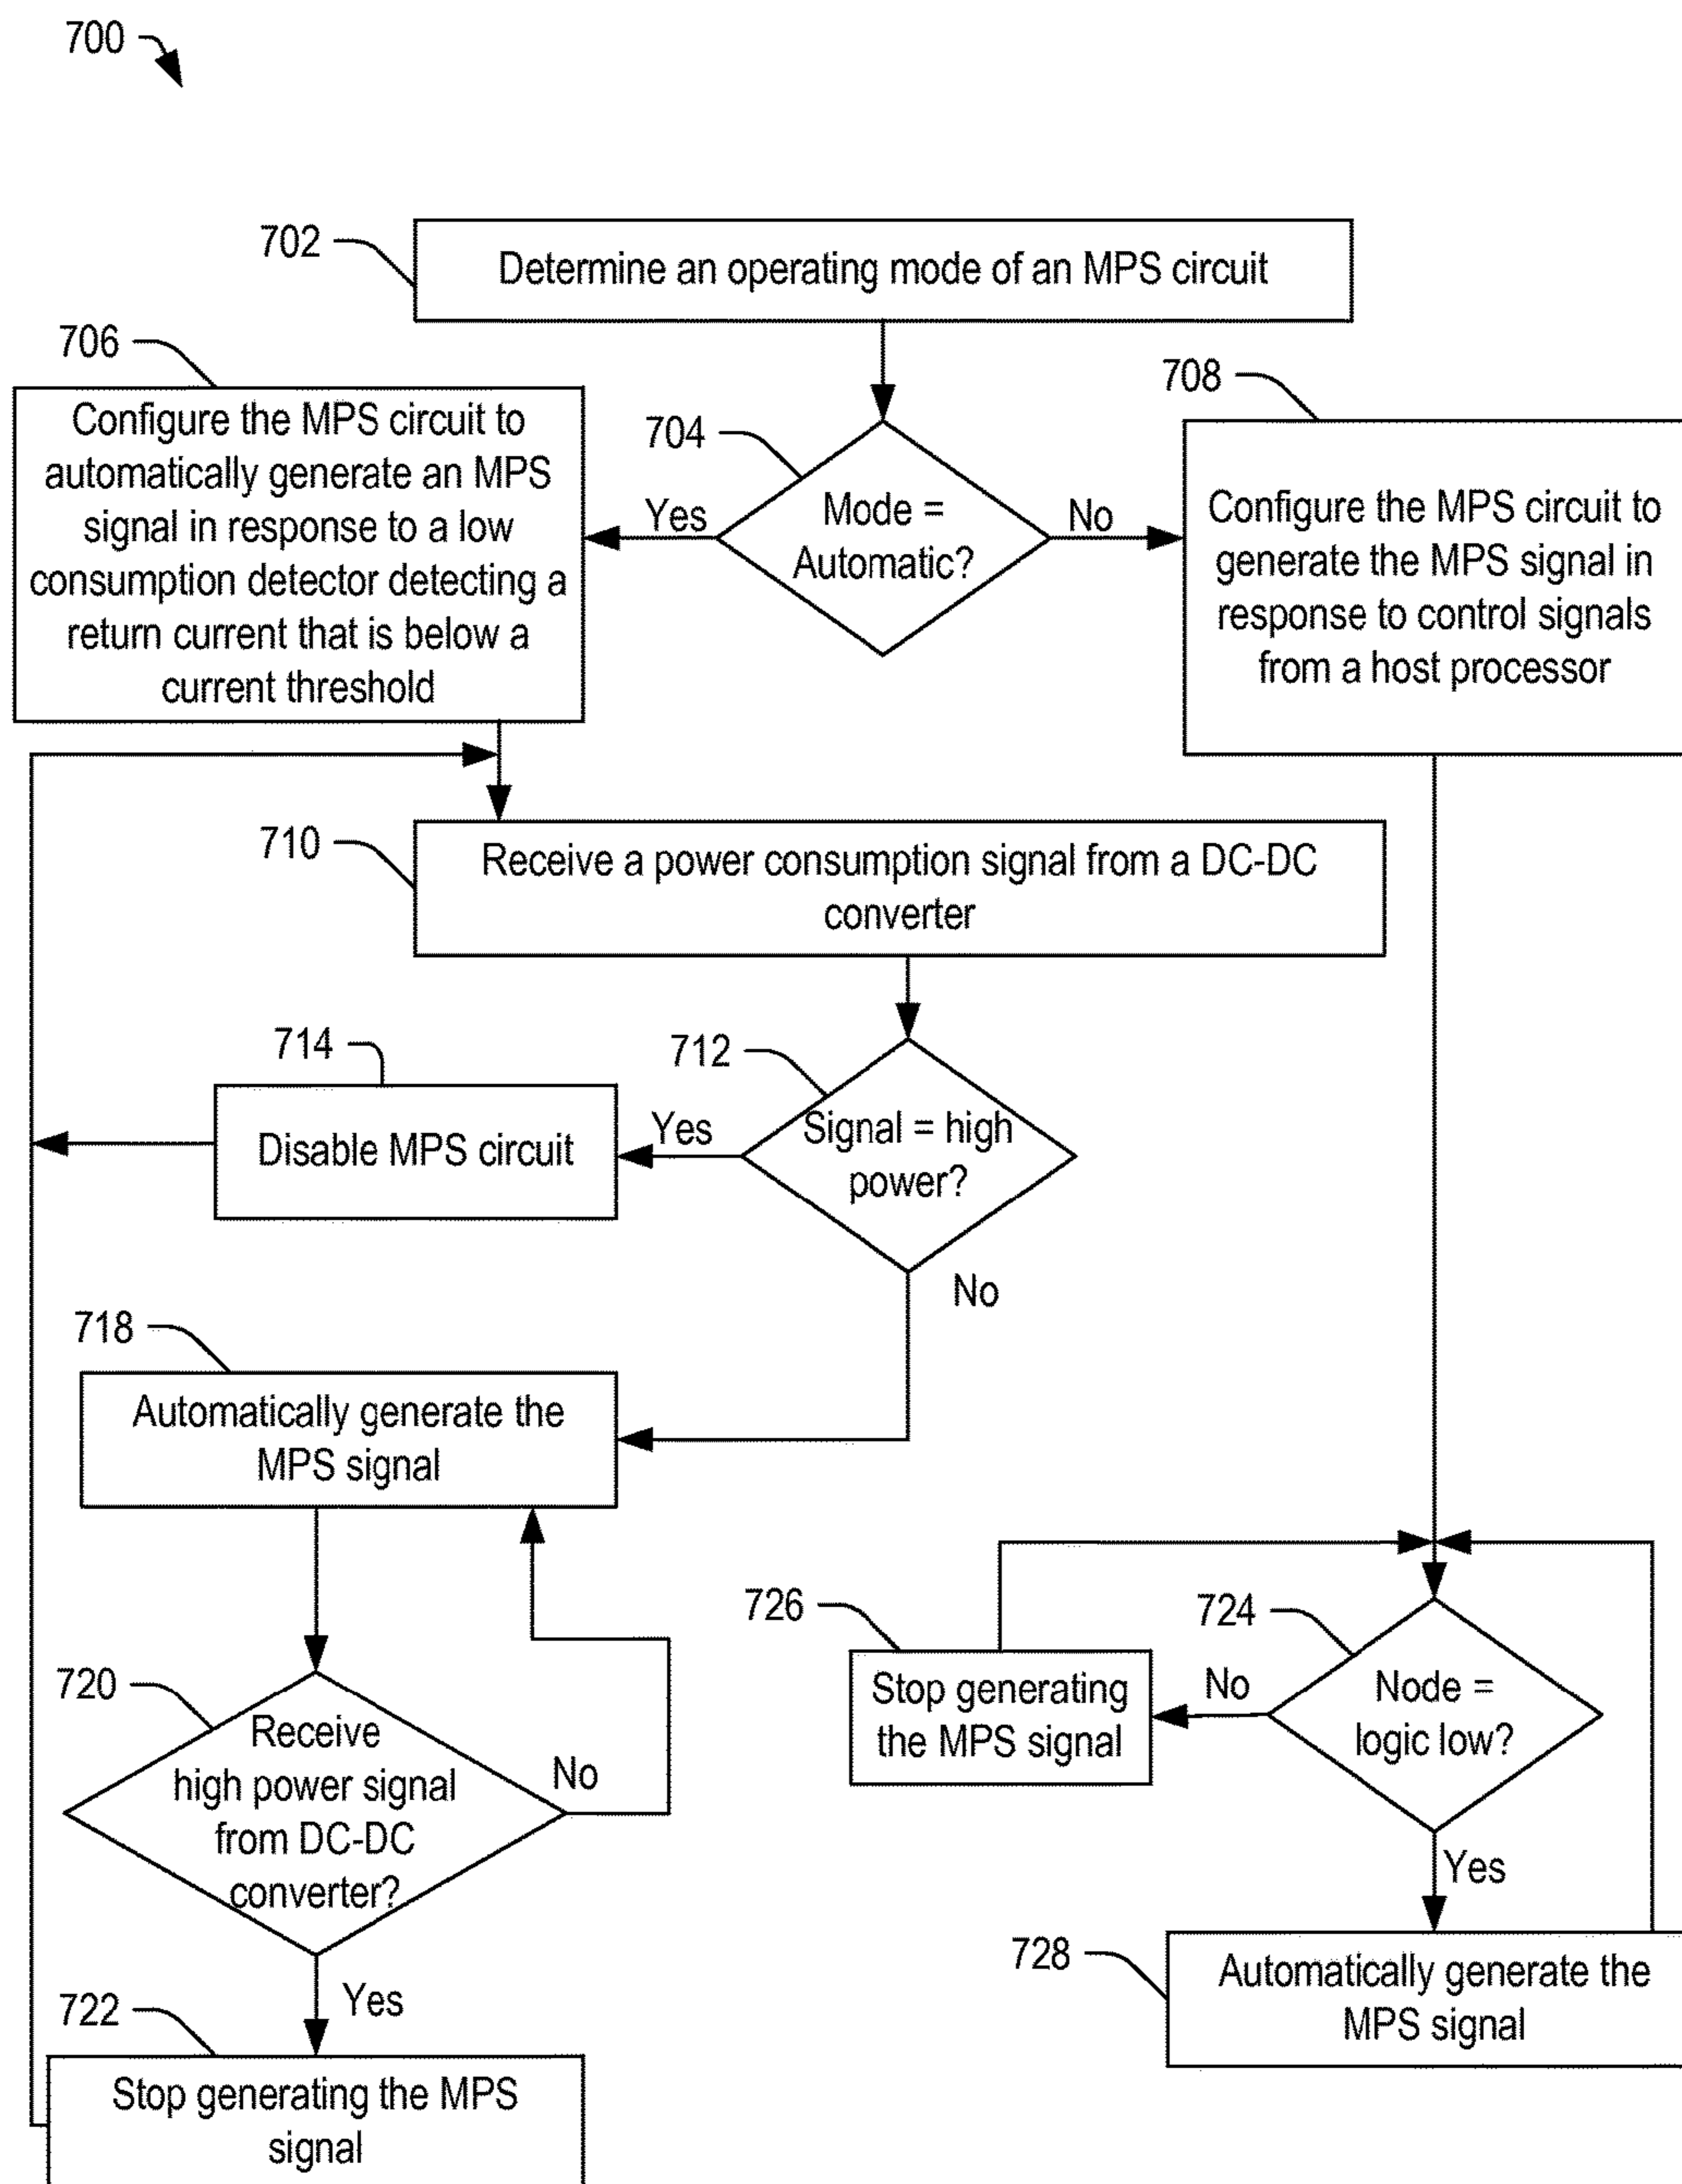 700
702
Determine an operating mode of an MPS circuit
706
Configure the MPS circuit to
automatically generate an MPS
signal in response to a low
consumption detector detecting a
return current that is below a
current threshold
704
Yes
Mode =
Automatic?
No
708
Configure the MPS circuit to
generate the MPS signal in
response to control signals
from a host processor
710
Receive a power consumption signal from a DC-DC
converter
714
Disable MPS circuit
712
Yes
Signal = high
power?
No
718
Automatically generate the
MPS signal
720
Receive
high power signal
from DC-DC
converter?
No
Yes
722
Stop generating the MPS
signal
726
Stop generating
the MPS signal
724
No
Node =
logic low?
Yes
728
Automatically generate the
MPS signal